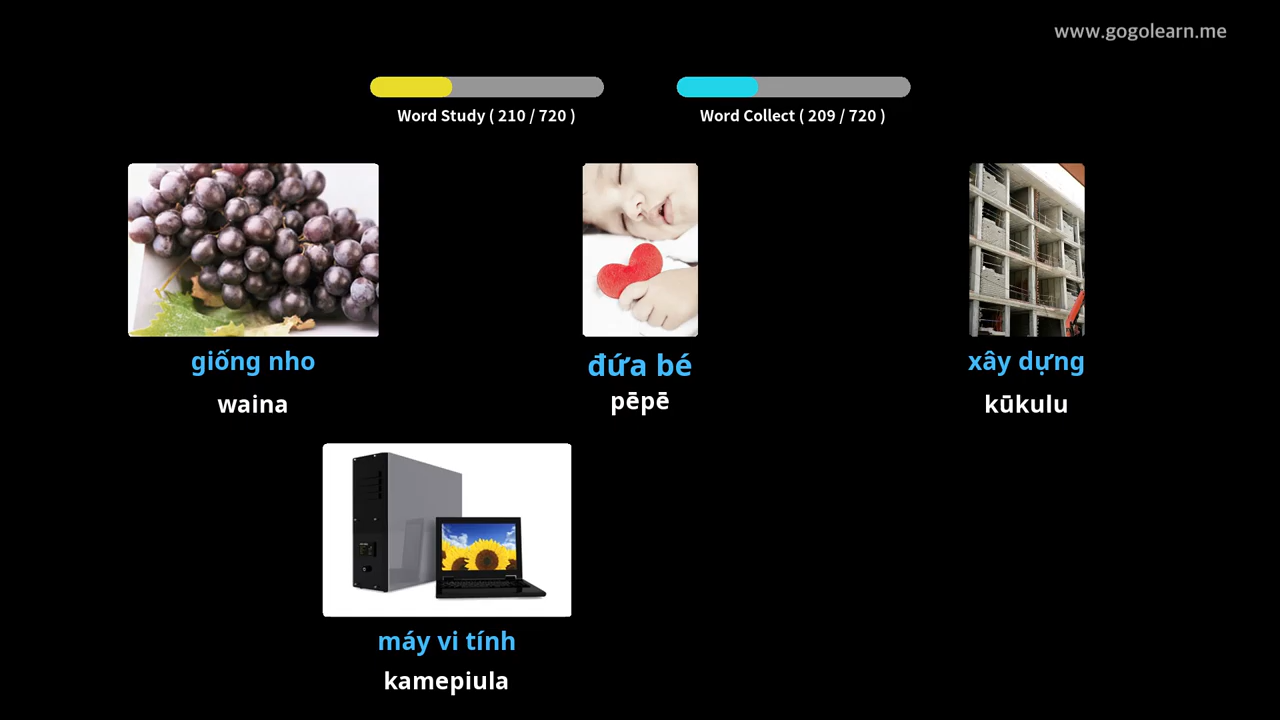 www.gogolearn.me
Word Study ( 210 / 720 )
Word Collect ( 209 / 720 )
giống nho
waina
đứa bé
pēpē
xây dựng
kūkulu
máy vi tính
kamepiula